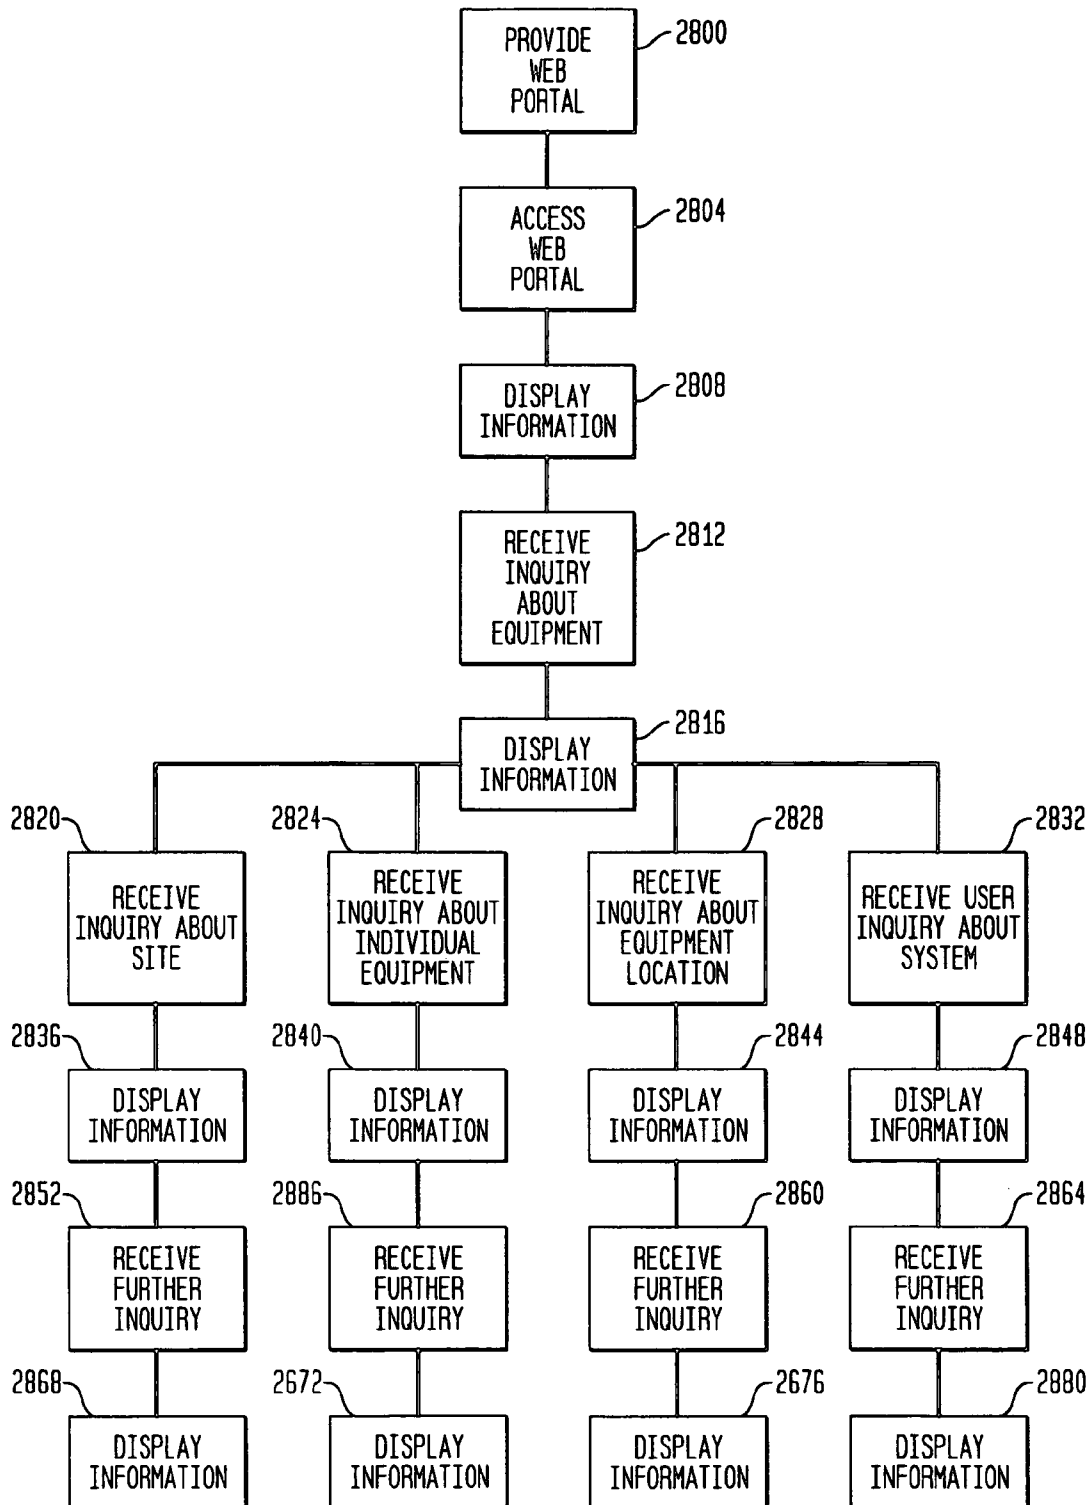 PROVIDE
WEB
PORTAL
2800
ACCESS
WEB
PORTAL
2804
DISPLAY
INFORMATION
2808
RECEIVE
INQUIRY
ABOUT
EQUIPMENT
2812
DISPLAY
INFORMATION
2816
2820
RECEIVE
INQUIRY ABOUT
SITE
2824
RECEIVE
INQUIRY ABOUT
INDIVIDUAL
EQUIPMENT
2828
RECEIVE
INQUIRY ABOUT
EQUIPMENT
LOCATION
2832
RECEIVE USER
INQUIRY ABOUT
SYSTEM
2836
DISPLAY
INFORMATION
2840
DISPLAY
INFORMATION
2844
DISPLAY
INFORMATION
2848
DISPLAY
INFORMATION
2852
RECEIVE
FURTHER
INQUIRY
2886
RECEIVE
FURTHER
INQUIRY
2860
RECEIVE
FURTHER
INQUIRY
2864
RECEIVE
FURTHER
INQUIRY
2868
DISPLAY
INFORMATION
2672
DISPLAY
INFORMATION
2676
DISPLAY
INFORMATION
2880
DISPLAY
INFORMATION